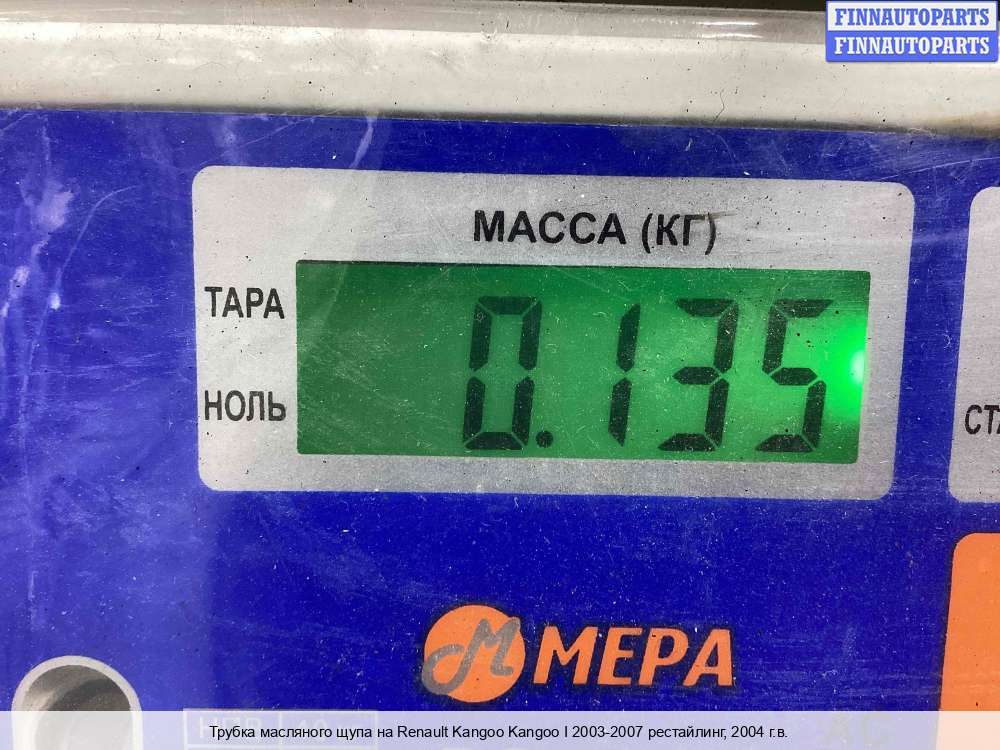 FINNAUTOPARTS
FINNAUTOPARTS
МАССА (КГ)
ТАРА
0.135
НОЛЬ
МЕРА
Трубка масляного щупа на Renault Kangoo Kangoo I 2003-2007 рестайлинг, 2004 г.в.